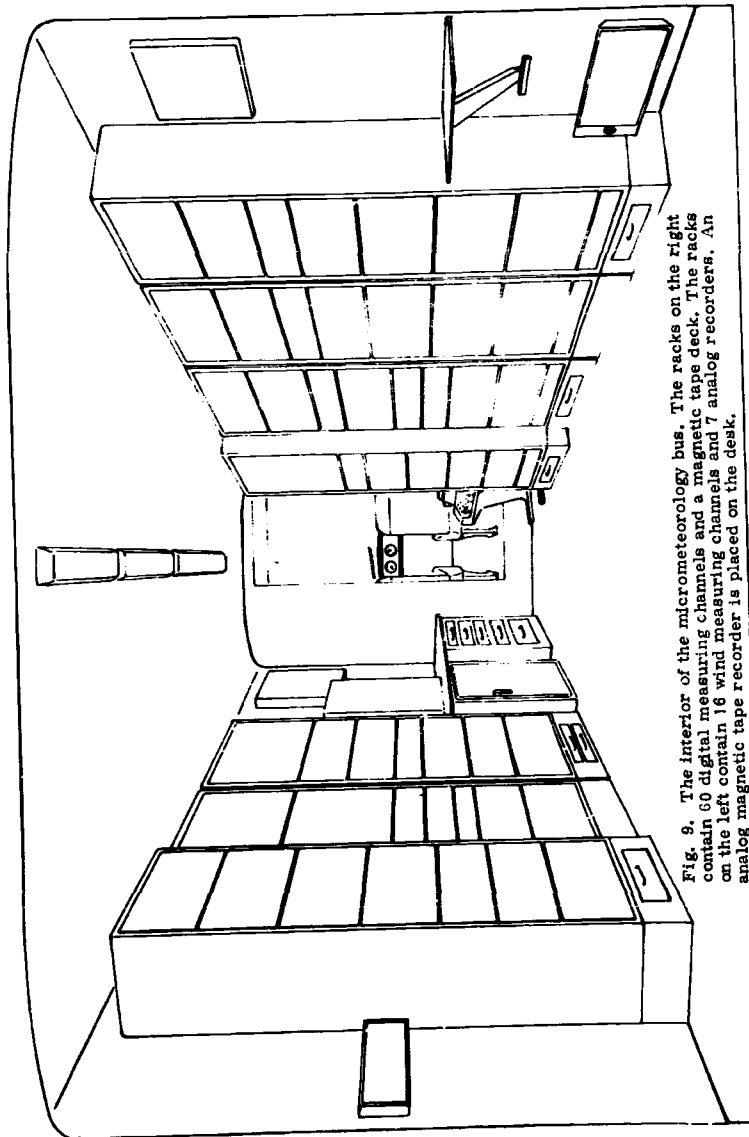 Fig. 9. The interior of the micrometeorology bus. The racks on the right
contain 60 digital measuring channels and a magnetic tape deck. The racks
on the left contain 16 wind measuring channels and 7 analog recorders. An
analog magnetic tape recorder is placed on the desk.